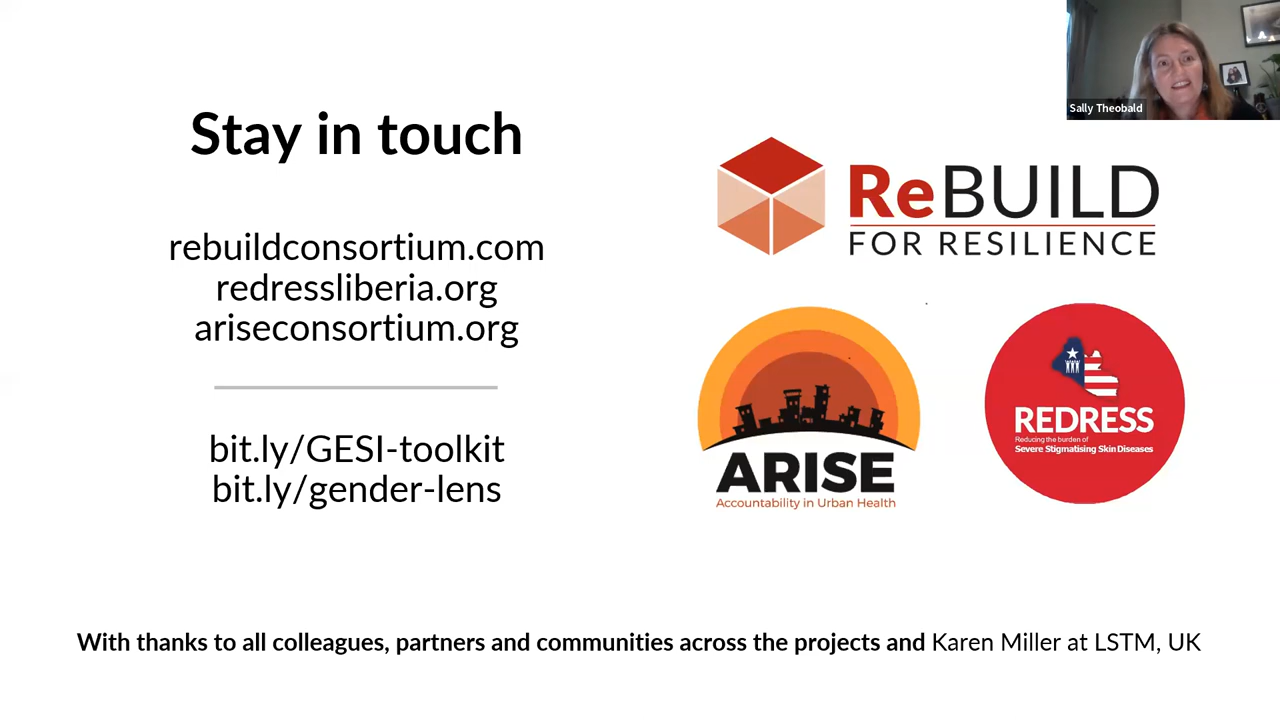 Sally Theobald
Stay in touch
rebuildconsortium.com
redressliberia.org
ariseconsortium.org
bit.ly/GESI-toolkit
bit.ly/gender-lens
ReBUILD
FOR RESILIENCE
ARISE
Accountability in Urban Health
REDRESS
Reducing the burden of
Severe Stigmatising Skin Diseases
With thanks to all colleagues, partners and communities across the projects and Karen Miller at LSTM, UK